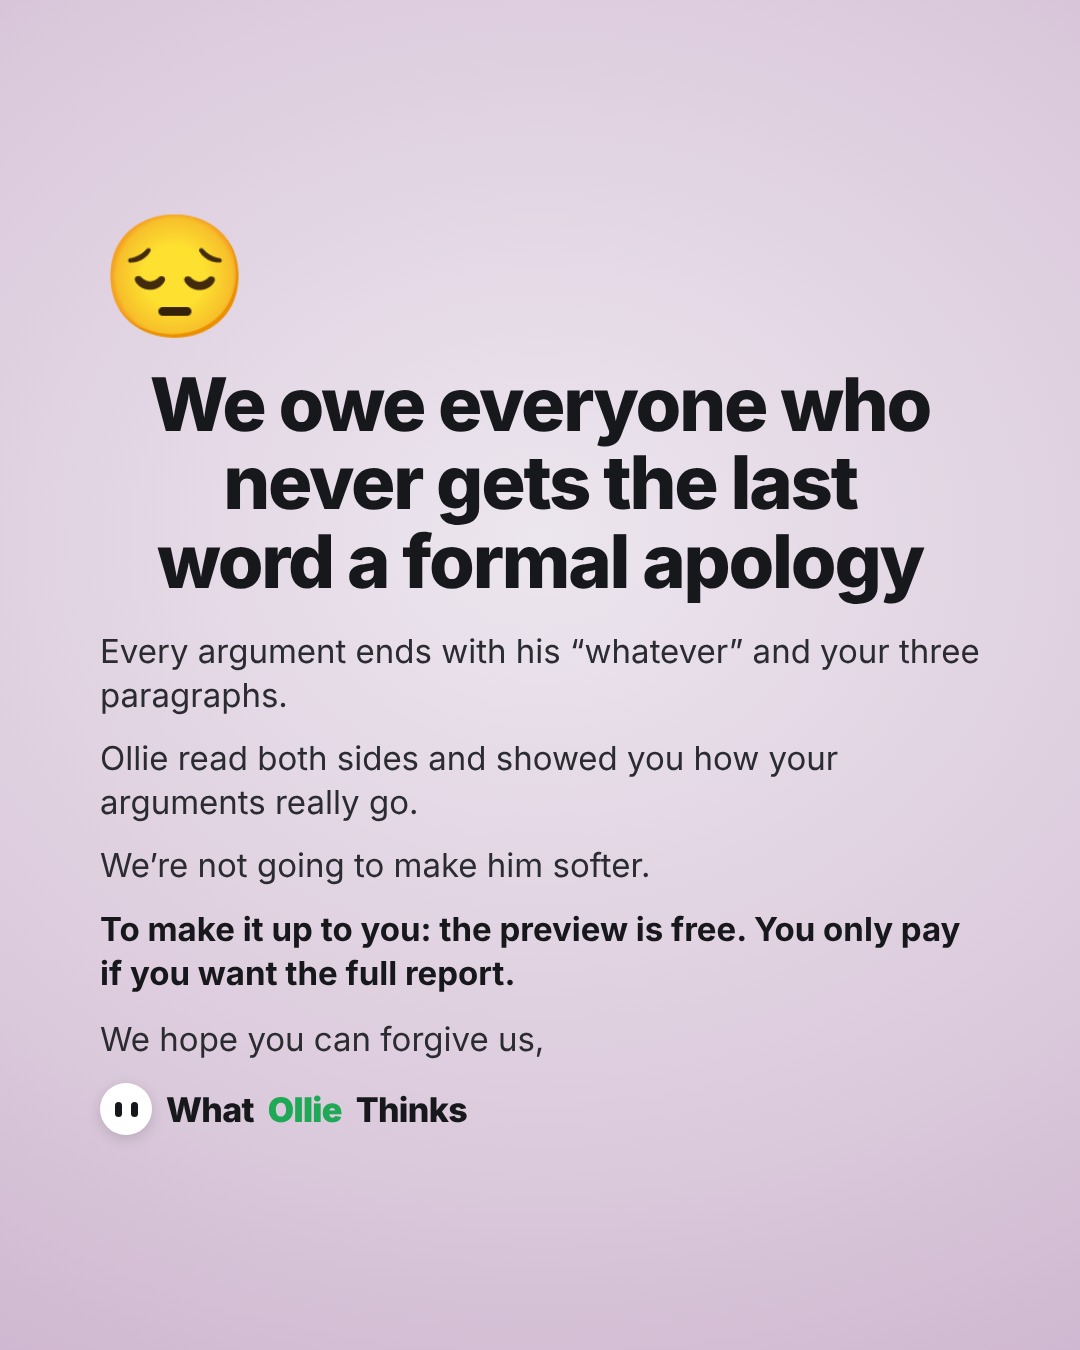 We owe everyone who
never gets the last
word a formal apology
Every argument ends with his “whatever” and your three
paragraphs.
Ollie read both sides and showed you how your
arguments really go.
We’re not going to make him softer.
To make it up to you: the preview is free. You only pay
if you want the full report.
We hope you can forgive us,
What Ollie Thinks